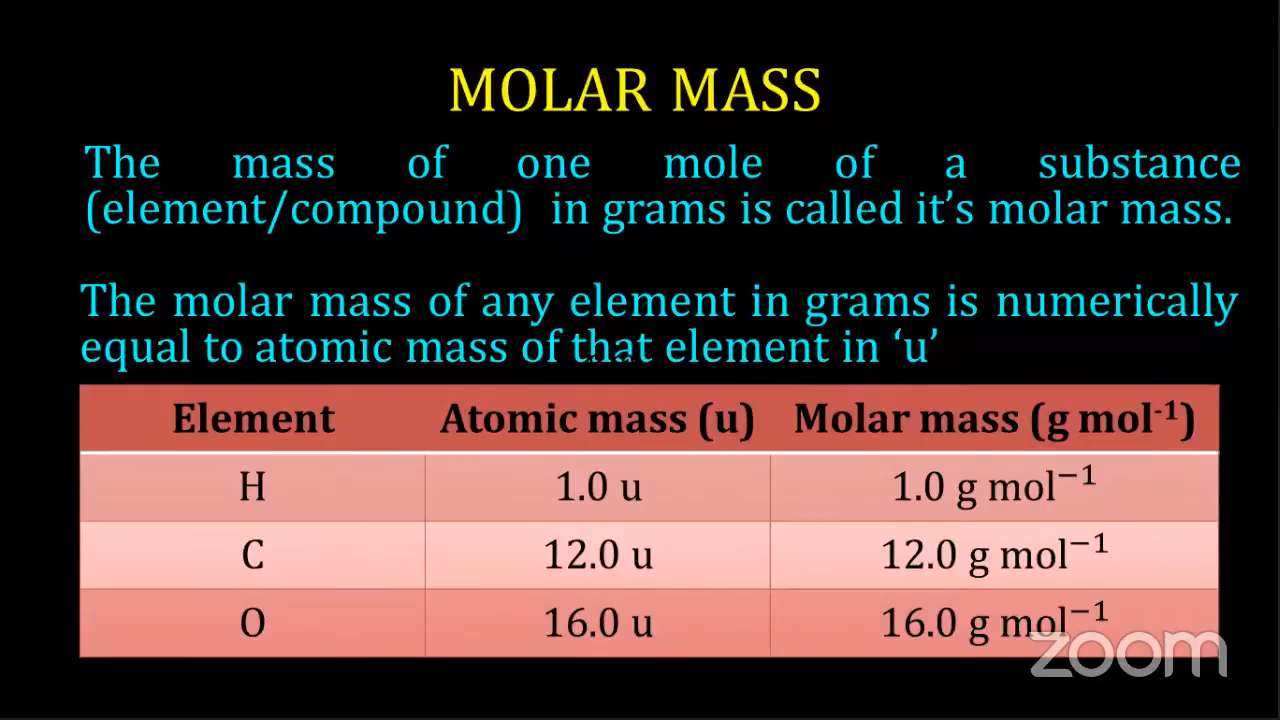 MOLAR MASS
The mass of one mole of a substance
(element/compound) in grams is called it’s molar mass.
The molar mass of any element in grams is numerically
equal to atomic mass of that element in ‘u’
Element Atomic mass (u) Molar mass (g mol⁻¹)
H 1.0 u 1.0 g mol⁻¹
C 12.0 u 12.0 g mol⁻¹
O 16.0 u 16.0 g mol⁻¹
zoom